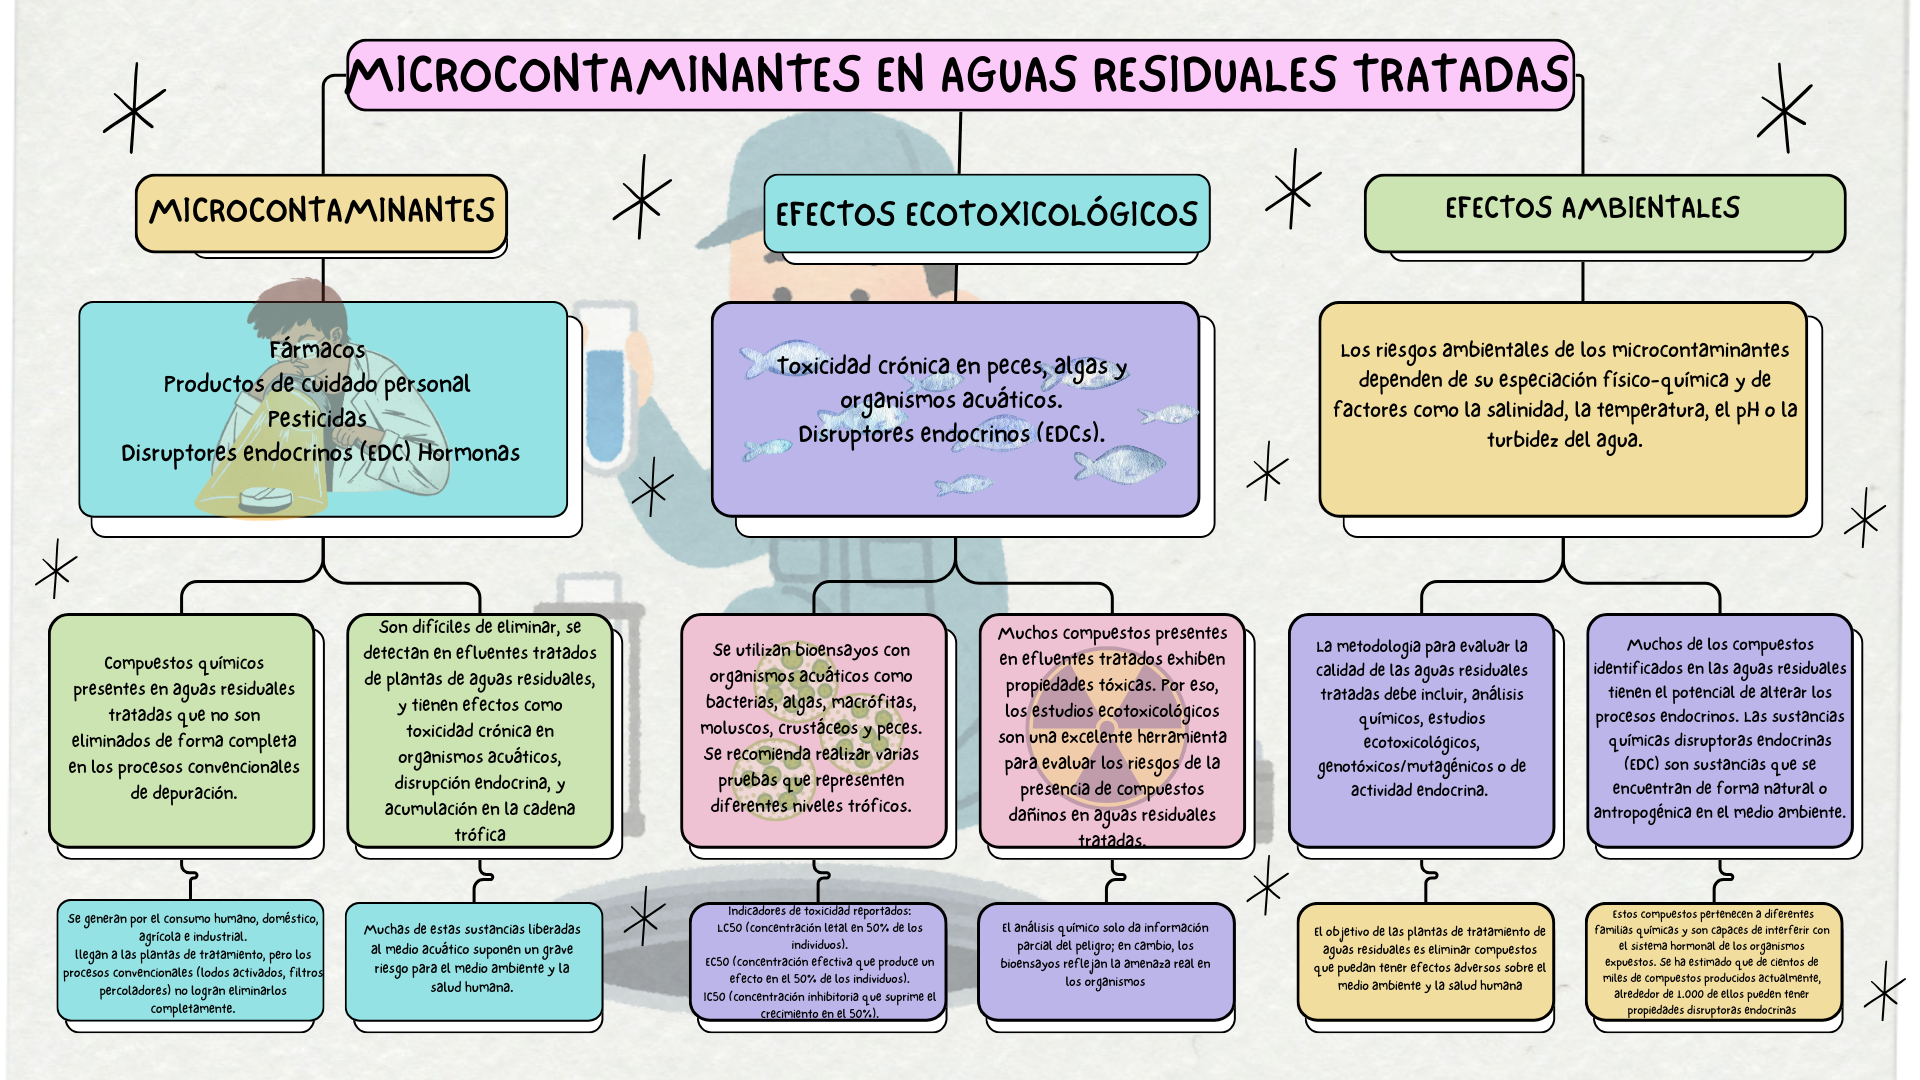 MICROCONTAMINANTES EN AGUAS RESIDUALES TRATADAS
MICROCONTAMINANTES
Fármacos
Productos de cuidado personal
Pesticidas
Disruptores endocrinos (EDC) Hormonas
Compuestos químicos
presentes en aguas residuales
tratadas que no son
eliminados de forma completa
en los procesos convencionales
de depuración.
Se generan por el consumo humano, doméstico,
agrícola e industrial.
llegan a las plantas de tratamiento, pero los
procesos convencionales (lodos activados, filtros
percoladores) no logran eliminarlos
completamente.
Son difíciles de eliminar, se
detectan en efluentes tratados
de plantas de aguas residuales,
y tienen efectos como
toxicidad crónica en
organismos acuáticos,
disrupción endocrina, y
acumulación en la cadena
trófica
Muchas de estas sustancias liberadas
al medio acuático suponen un grave
riesgo para el medio ambiente y la
salud humana.
EFECTOS ECOTOXICOLÓGICOS
Toxicidad crónica en peces, algas y
organismos acuáticos.
Disruptores endocrinos (EDCs).
Se utilizan bioensayos con
organismos acuáticos como
bacterias, algas, macrófitas,
moluscos, crustáceos y peces.
Se recomienda realizar varias
pruebas que representen
diferentes niveles tróficos.
Indicadores de toxicidad reportados:
LC50 (concentración letal en 50% de los
individuos).
EC50 (concentración efectiva que produce un
efecto en el 50% de los individuos).
IC50 (concentración inhibitoria que suprime el
crecimiento en el 50%).
Muchos compuestos presentes
en efluentes tratados exhiben
propiedades tóxicas. Por eso,
los estudios ecotoxicológicos
son una excelente herramienta
para evaluar los riesgos de la
presencia de compuestos
dañinos en aguas residuales
tratadas.
El análisis químico solo da información
parcial del peligro; en cambio, los
bioensayos reflejan la amenaza real en
los organismos
EFECTOS AMBIENTALES
Los riesgos ambientales de los microcontaminantes
dependen de su especiación físico-química y de
factores como la salinidad, la temperatura, el pH o la
turbidez del agua.
La metodologia para evaluar la
calidad de las aguas residuales
tratadas debe incluir, análisis
químicos, estudios
ecotoxicológicos,
genotóxicos/mutagénicos o de
actividad endocrina.
El objetivo de las plantas de tratamiento de
aguas residuales es eliminar compuestos
que puedan tener efectos adversos sobre el
medio ambiente y la salud humana
Muchos de los compuestos
identificados en las aguas residuales
tienen el potencial de alterar los
procesos endocrinos. Las sustancias
químicas disruptoras endocrinas
(EDC) son sustancias que se
encuentran de forma natural o
antropogénica en el medio ambiente.
Estos compuestos pertenecen a diferentes
familias químicas y son capaces de interferir con
el sistema hormonal de los organismos
expuestos. Se ha estimado que de cientos de
miles de compuestos producidos actualmente,
alrededor de 1.000 de ellos pueden tener
propiedades disruptoras endocrinas